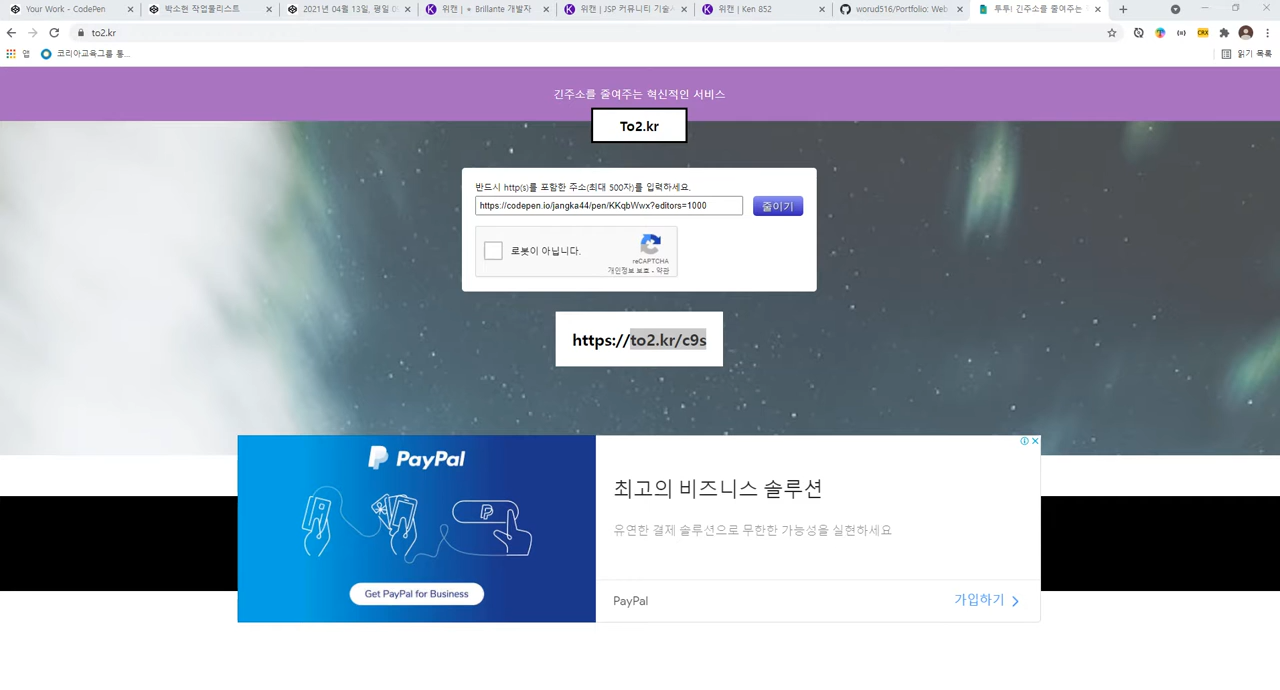 Your Work - CodePen
박소현 작업물리스트
2021년 04월 13일, 평일 D
위캔 | ⚬ Brillante 개발자
위캔 | JSP 커뮤니티 기술
위캔 | Ken 852
worud516/Portfolio: Web
투투! 긴주소를 줄여주는
to2.kr
앱
코리아교육그룹 통...
읽기 목록
긴주소를 줄여주는 혁신적인 서비스
To2.kr
반드시 http(s)를 포함한 주소(최대 500자)를 입력하세요.
https://codepen.io/jangka44/pen/KKqbWwx?editors=1000
줄이기
로봇이 아닙니다.
reCAPTCHA
개인정보 보호 - 약관
https://to2.kr/c9s
PayPal
Get PayPal for Business
최고의 비즈니스 솔루션
유연한 결제 솔루션으로 무한한 가능성을 실현하세요
PayPal
가입하기